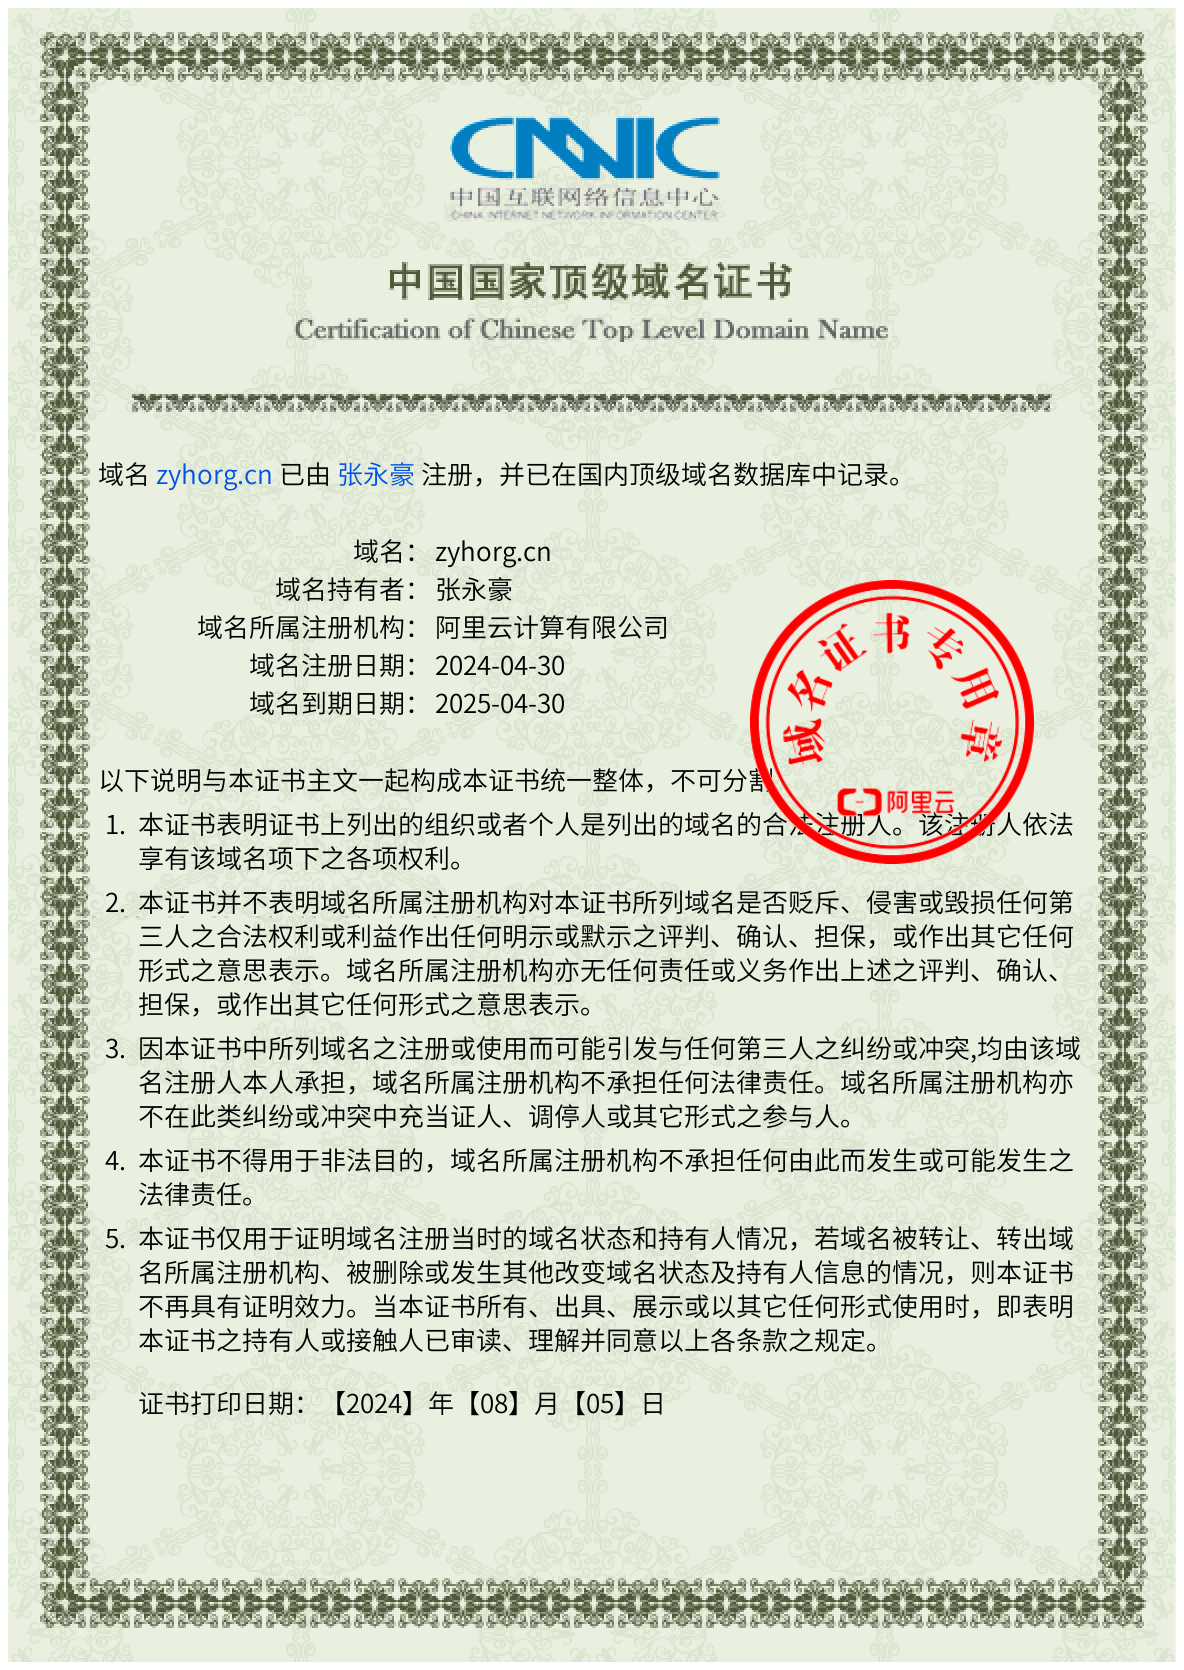 CNNIC
中国互联网络信息中心
CHINA INTERNET NETWORK INFORMATION CENTER
中国国家顶级域名证书
Certification of Chinese Top Level Domain Name
域名 zyhorg.cn 已由 张永豪 注册，并已在国内顶级域名数据库中记录。
域名： zyhorg.cn
域名持有者： 张永豪
域名所属注册机构： 阿里云计算有限公司
域名注册日期： 2024-04-30
域名到期日期： 2025-04-30
域名证书专用章
阿里云
以下说明与本证书主文一起构成本证书统一整体，不可分割
1. 本证书表明证书上列出的组织或者个人是列出的域名的合法注册人。该注册人依法
享有该域名项下之各项权利。
2. 本证书并不表明域名所属注册机构对本证书所列域名是否贬斥、侵害或毁损任何第
三人之合法权利或利益作出任何明示或默示之评判、确认、担保，或作出其它任何
形式之意思表示。域名所属注册机构亦无任何责任或义务作出上述之评判、确认、
担保，或作出其它任何形式之意思表示。
3. 因本证书中所列域名之注册或使用而可能引发与任何第三人之纠纷或冲突,均由该域
名注册人本人承担，域名所属注册机构不承担任何法律责任。域名所属注册机构亦
不在此类纠纷或冲突中充当证人、调停人或其它形式之参与人。
4. 本证书不得用于非法目的，域名所属注册机构不承担任何由此而发生或可能发生之
法律责任。
5. 本证书仅用于证明域名注册当时的域名状态和持有人情况，若域名被转让、转出域
名所属注册机构、被删除或发生其他改变域名状态及持有人信息的情况，则本证书
不再具有证明效力。当本证书所有、出具、展示或以其它任何形式使用时，即表明
本证书之持有人或接触人已审读、理解并同意以上各条款之规定。
证书打印日期：【2024】年【08】月【05】日